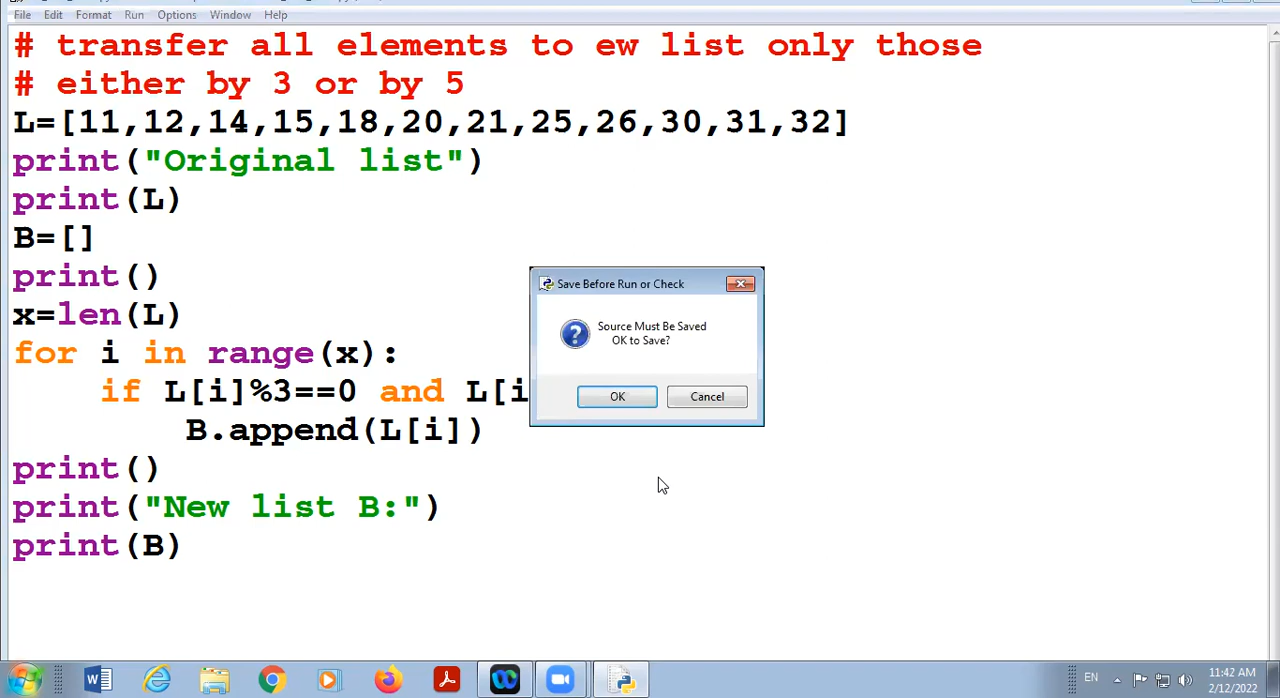 File Edit Format Run Options Window Help
# transfer all elements to ew list only those
# either by 3 or by 5
L=[11,12,14,15,18,20,21,25,26,30,31,32]
print("Original list")
print(L)
B=[]
print()
x=len(L)
for i in range(x):
if L[i]%3==0 and L[i
B.append(L[i])
print()
print("New list B:")
print(B)
Save Before Run or Check
Source Must Be Saved
OK to Save?
OK Cancel
EN
11:42 AM
2/12/2022